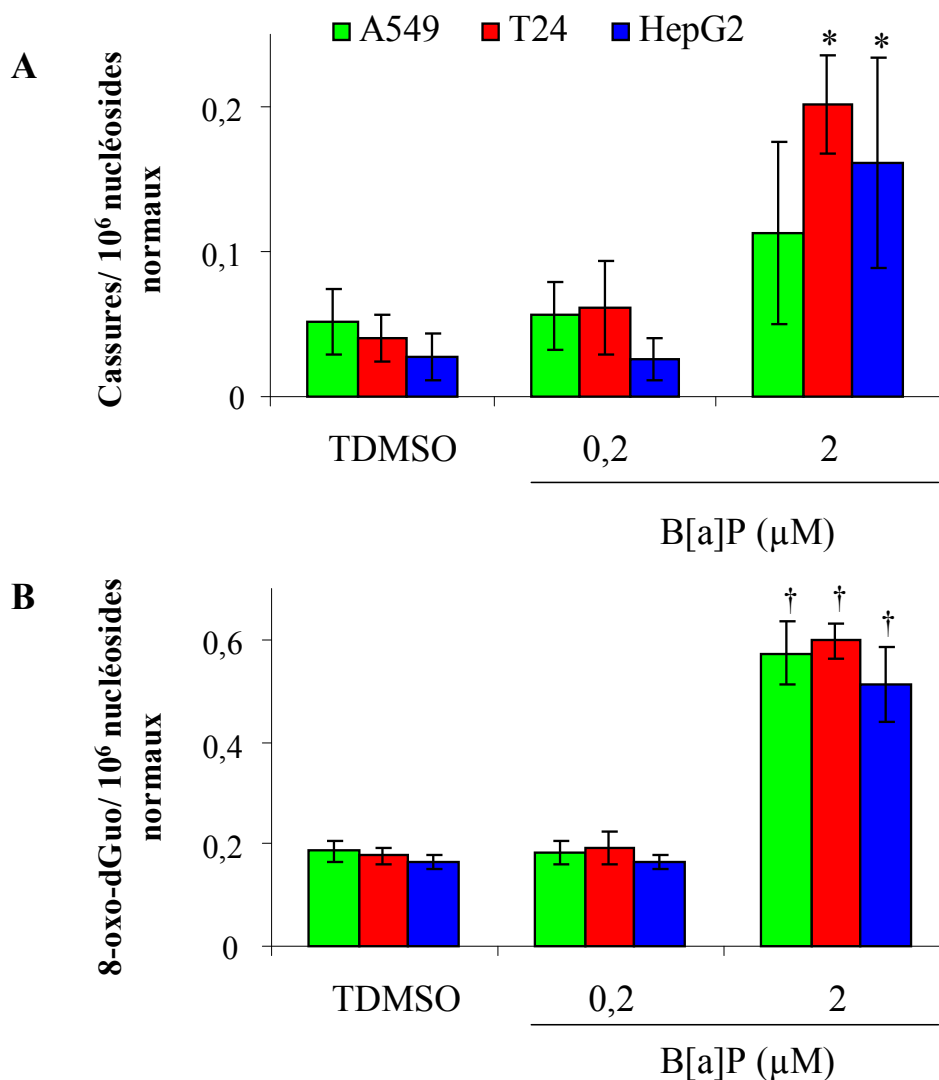 A549 T24 HepG2
A
* *
Cassures/ 10⁶ nucléosides
normaux
0,2
0,1
0
TDMSO 0,2 2
B[a]P (µM)
B
† † †
8-oxo-dGuo/ 10⁶ nucléosides
normaux
0,6
0,4
0,2
0
TDMSO 0,2 2
B[a]P (µM)